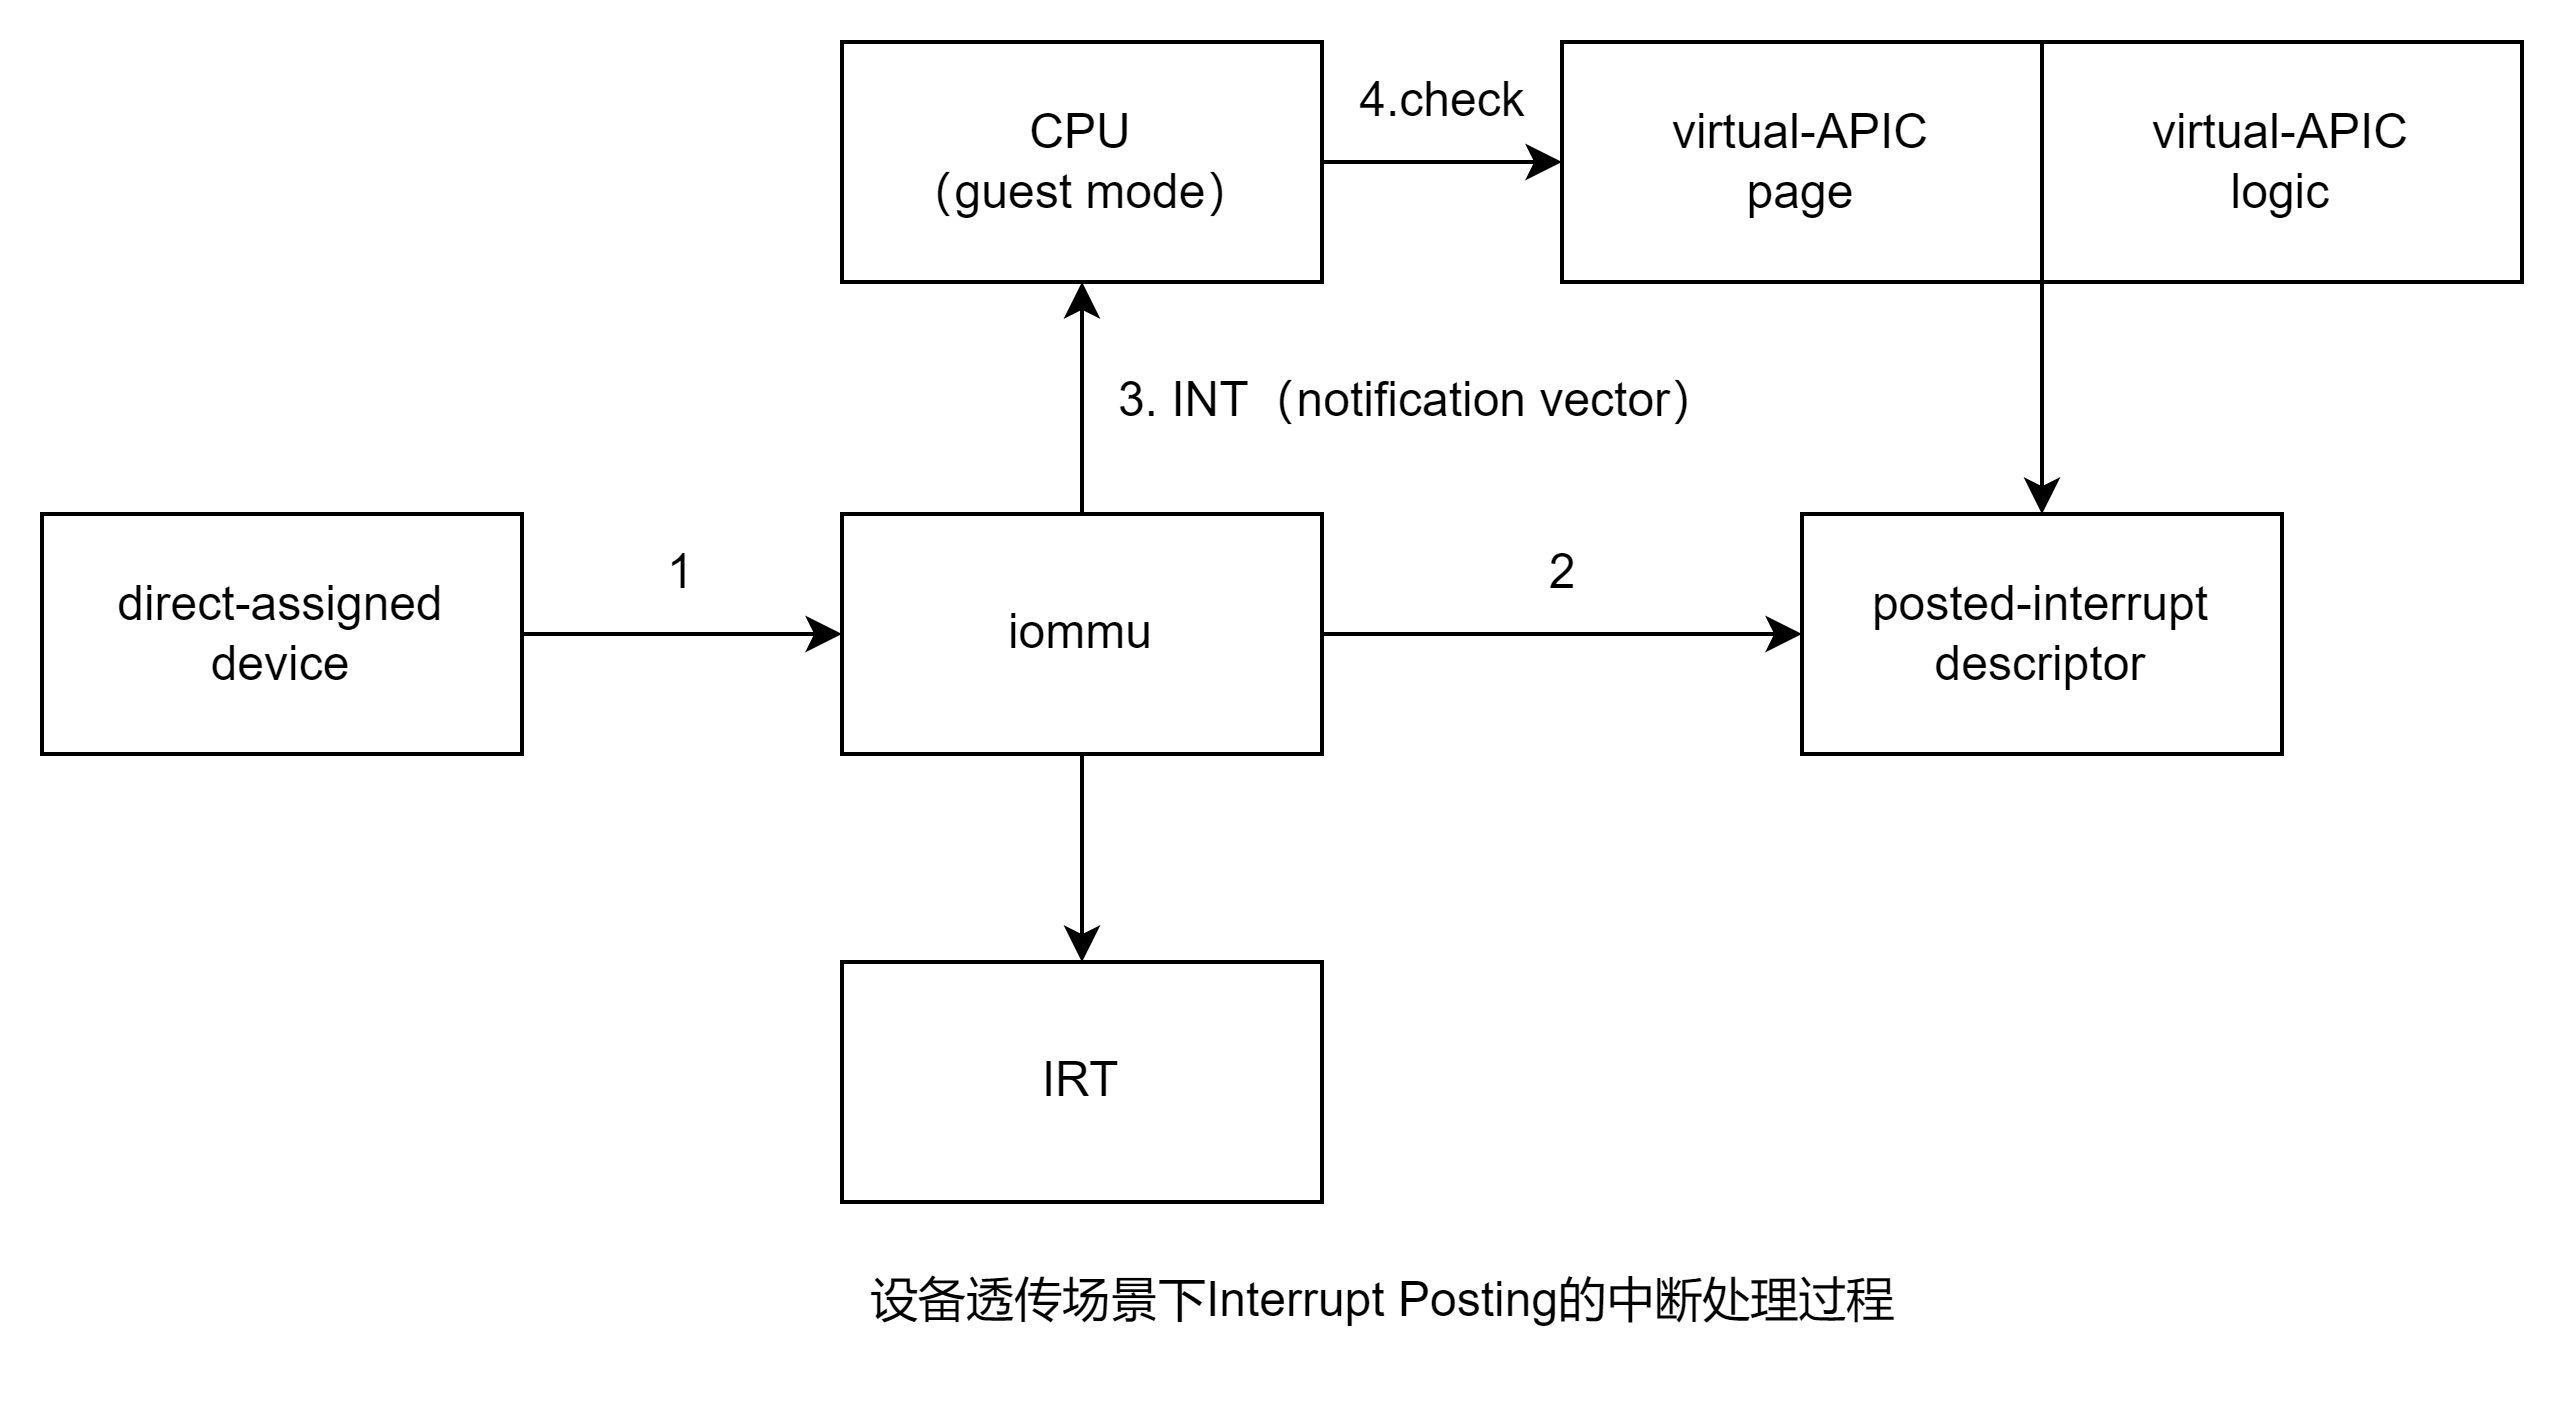 CPU
（guest mode）
4.check
virtual-APIC
page
virtual-APIC
logic
3. INT（notification vector）
direct-assigned
device
1
iommu
2
posted-interrupt
descriptor
IRT
设备透传场景下Interrupt Posting的中断处理过程